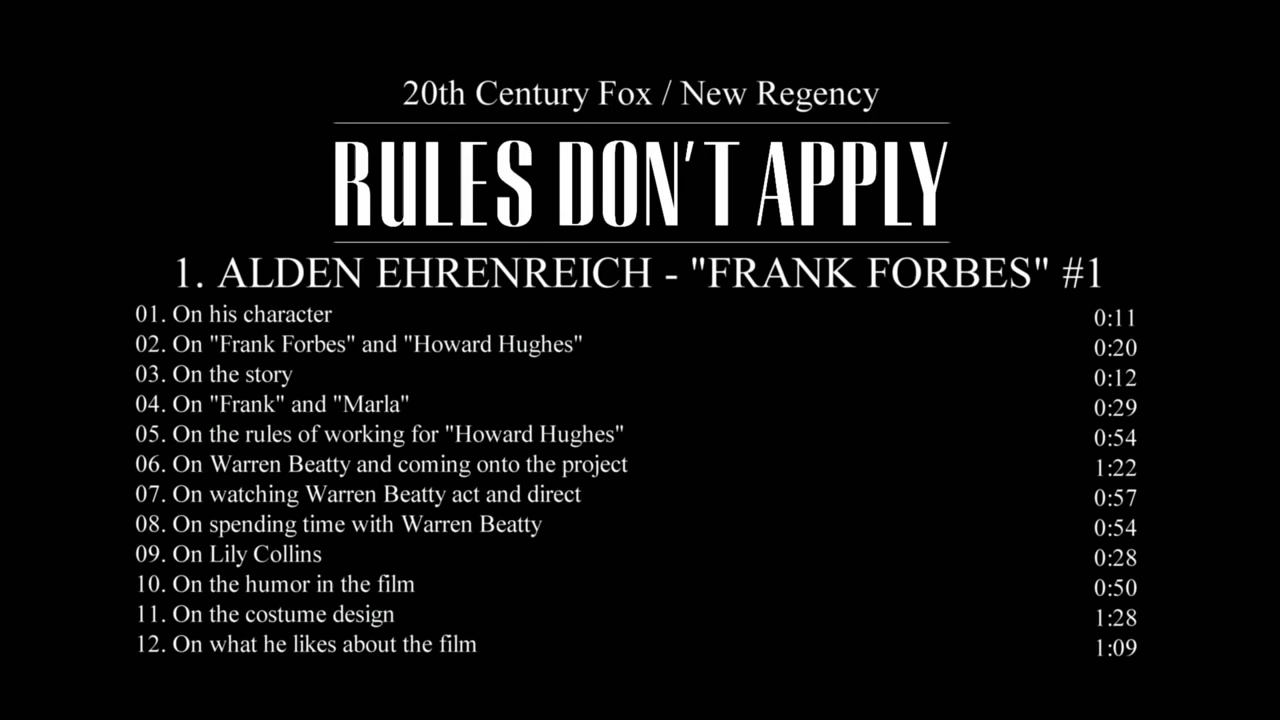 20th Century Fox / New Regency
RULES DON'T APPLY
1. ALDEN EHRENREICH - "FRANK FORBES" #1
01. On his character 0:11
02. On "Frank Forbes" and "Howard Hughes" 0:20
03. On the story 0:12
04. On "Frank" and "Marla" 0:29
05. On the rules of working for "Howard Hughes" 0:54
06. On Warren Beatty and coming onto the project 1:22
07. On watching Warren Beatty act and direct 0:57
08. On spending time with Warren Beatty 0:54
09. On Lily Collins 0:28
10. On the humor in the film 0:50
11. On the costume design 1:28
12. On what he likes about the film 1:09